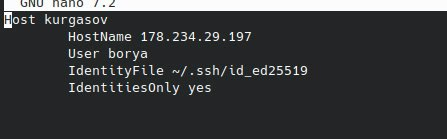 GNU nano 7.2
Host kurgasov
HostName 178.234.29.197
User borya
IdentityFile ~/.ssh/id_ed25519
IdentitiesOnly yes